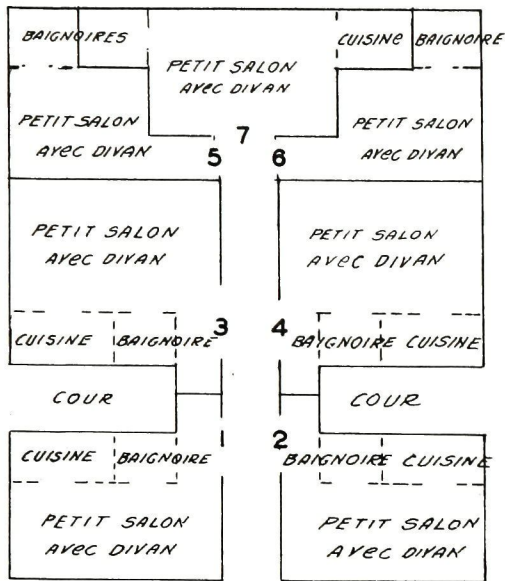 BAIGNOIRES
CUISINE BAIGNOIRE
PETIT SALON
AVEC DIVAN
PETIT SALON
AVEC DIVAN
7
5 6
PETIT SALON
AVEC DIVAN
PETIT SALON
AVEC DIVAN
PETIT SALON
AVEC DIVAN
3 4
CUISINE BAIGNOIRE
BAIGNOIRE CUISINE
COUR
COUR
1 2
CUISINE BAIGNOIRE
BAIGNOIRE CUISINE
PETIT SALON
AVEC DIVAN
PETIT SALON
AVEC DIVAN